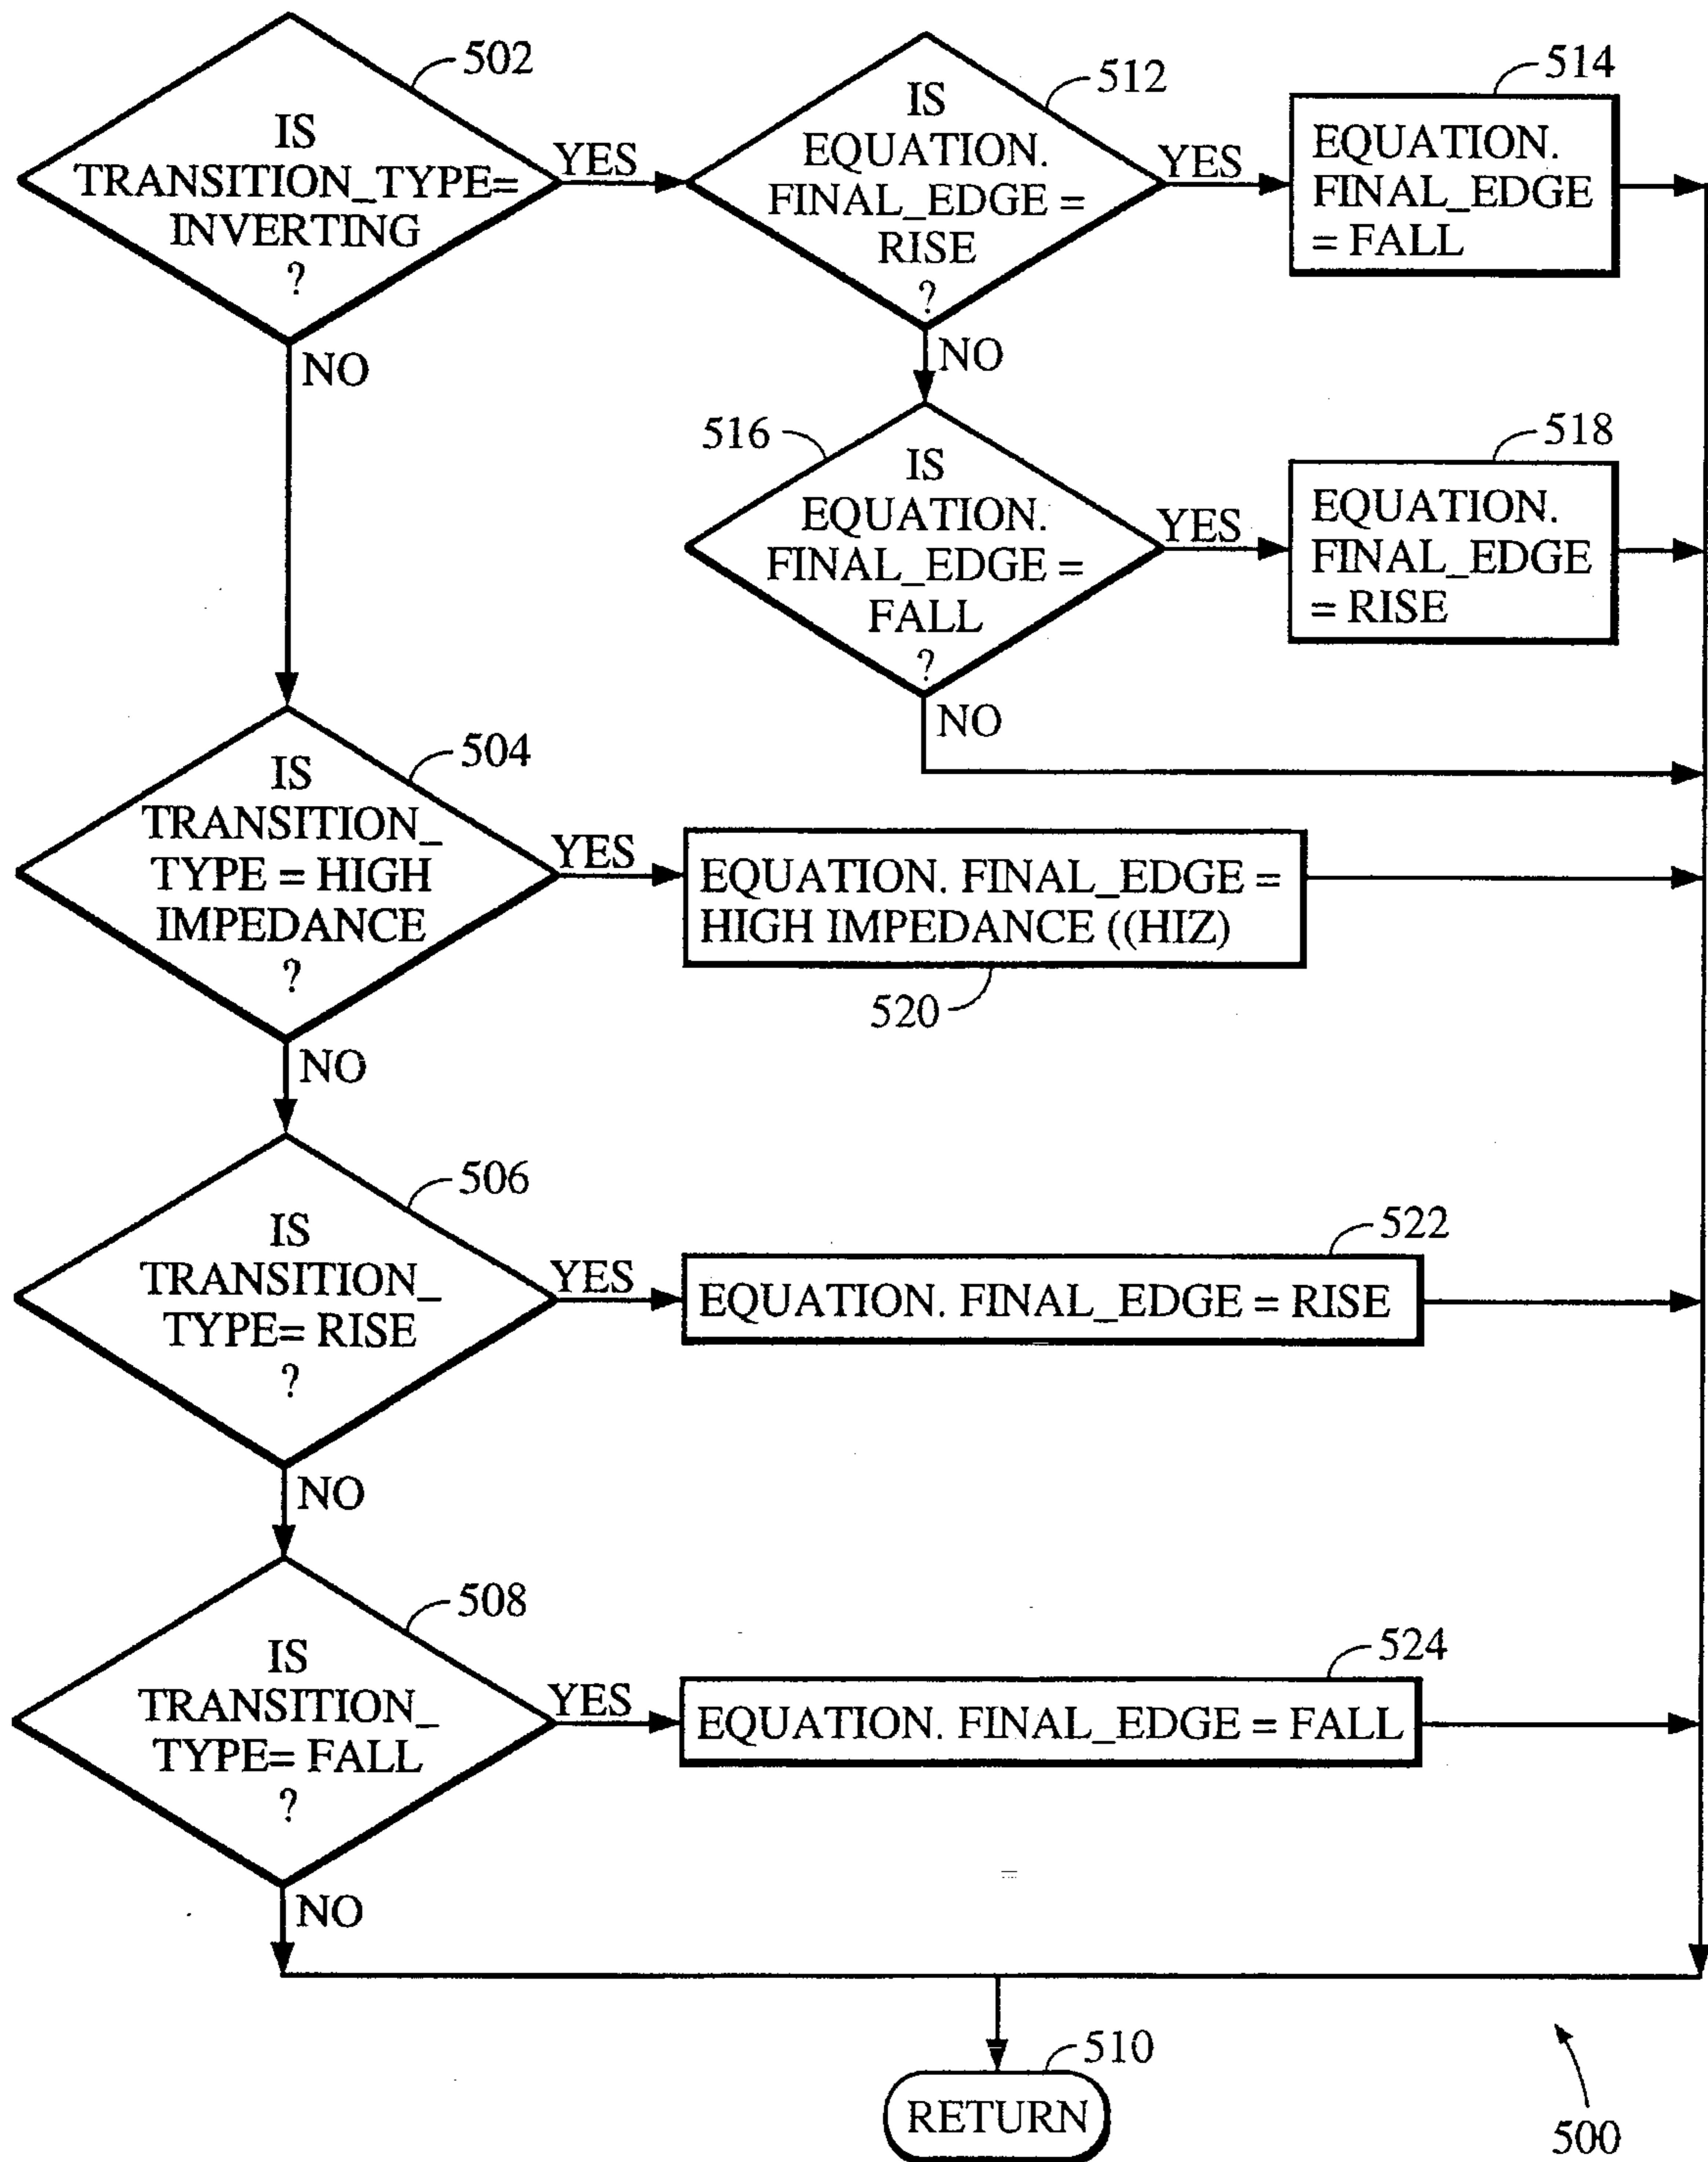 502
IS
TRANSITION_TYPE=
INVERTING
?
YES
NO
512
IS
EQUATION.
FINAL_EDGE =
RISE
?
YES
NO
514
EQUATION.
FINAL_EDGE
= FALL
516
IS
EQUATION.
FINAL_EDGE =
FALL
?
YES
NO
518
EQUATION.
FINAL_EDGE
= RISE
504
IS
TRANSITION_
TYPE = HIGH
IMPEDANCE
?
YES
NO
EQUATION. FINAL_EDGE =
HIGH IMPEDANCE ((HIZ)
520
506
IS
TRANSITION_
TYPE= RISE
?
YES
NO
522
EQUATION. FINAL_EDGE = RISE
508
IS
TRANSITION_
TYPE= FALL
?
YES
NO
524
EQUATION. FINAL_EDGE = FALL
510
RETURN
500